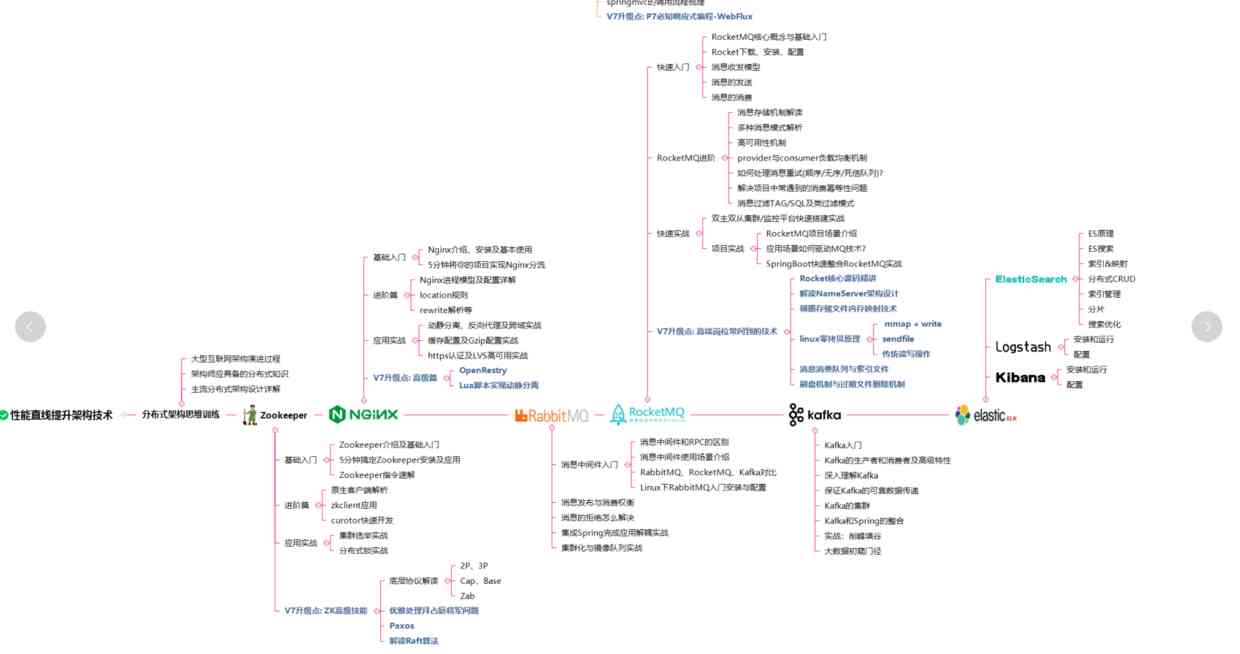 springmvc的调用流程梳理
V7升级点: P7必知响应式编程-WebFlux
快速入门
RocketMQ核心概念与基础入门
Rocket下载、安装、配置
消息收发模型
消息的发送
消息的消费
RocketMQ进阶
消息存储机制解读
多种消息模式解析
高可用性机制
provider与consumer负载均衡机制
如何处理消息重试(顺序/无序/死信队列)?
解决项目中常遇到的消费幂等性问题
消息过滤TAG/SQL及类过滤模式
快速实战
双主双从集群/监控平台快速搭建实战
项目实战
RocketMQ项目场景介绍
应用场景如何驱动MQ技术?
SpringBoot快速整合RocketMQ实战
V7升级点: 高端岗位常问到的技术
Rocket核心源码精讲
解读NameServer架构设计
磁盘存储文件内存映射技术
linux零拷贝原理
mmap + write
sendfile
传统读写操作
消息消费队列与索引文件
刷盘机制与过期文件删除机制
基础入门
Nginx介绍、安装及基本使用
5分钟将你的项目实现Nginx分流
进阶篇
Nginx进程模型及配置详解
location规则
rewrite解析等
应用实战
动静分离、反向代理及跨域实战
缓存配置及Gzip配置实战
https认证及LVS高可用实战
V7升级点: 高级篇
OpenRestry
Lua脚本实现动静分离
ElasticSearch
ES原理
ES搜索
索引&映射
分布式CRUD
索引管理
分片
搜索优化
Logstash
安装和运行
配置
Kibana
安装和运行
配置
大型互联网架构演进过程
架构师应具备的分布式知识
主流分布式架构设计详解
性能直线提升架构技术
分布式架构思维训练
Zookeeper
NGINX
RabbitMQ
RocketMQ
kafka
elastic
基础入门
Zookeeper介绍及基础入门
5分钟搞定Zookeeper安装及应用
Zookeeper指令速解
进阶篇
原生客户端解析
zkclient应用
curotor快速开发
应用实战
集群选举实战
分布式锁实战
V7升级点: ZK高级技能
底层协议解读
2P、3P
Cap、Base
Zab
优雅处理拜占庭将军问题
Paxos
解读Raft算法
消息中间件入门
消息中间件和RPC的区别
消息中间件使用场景介绍
RabbitMQ、RocketMQ、Kafka对比
Linux下RabbitMQ入门安装与配置
消息发布与消费权衡
消息的拒绝怎么解决
集成Spring完成应用解耦实战
集群化与镜像队列实战
Kafka入门
Kafka的生产者和消费者及高级特性
深入理解Kafka
保证Kafka的可靠数据传递
Kafka的集群
Kafka和Spring的整合
实战：削峰填谷
大数据初窥门径